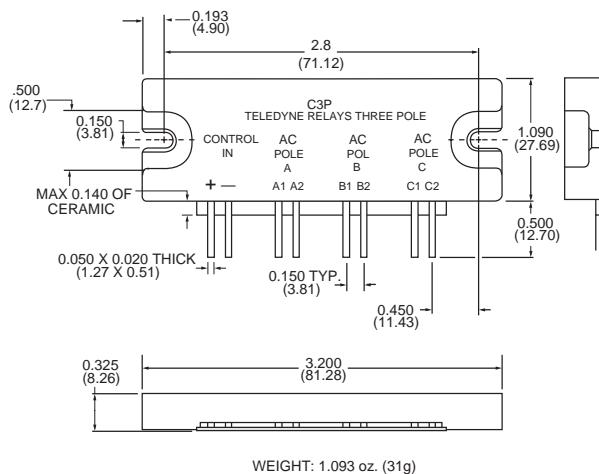 0.193
(4.90)
2.8
(71.12)
.500
(12.7)
0.150
(3.81)
C3P
TELEDYNE RELAYS THREE POLE
CONTROL
IN
AC
POLE
A
AC
POL
B
AC
POLE
C
+ —
A1 A2
B1 B2
C1 C2
1.090
(27.69)
MAX 0.140 OF
CERAMIC
0.500
(12.70)
0.050 X 0.020 THICK
(1.27 X 0.51)
0.150 TYP.
(3.81)
0.450
(11.43)
0.325
(8.26)
3.200
(81.28)
WEIGHT: 1.093 oz. (31g)